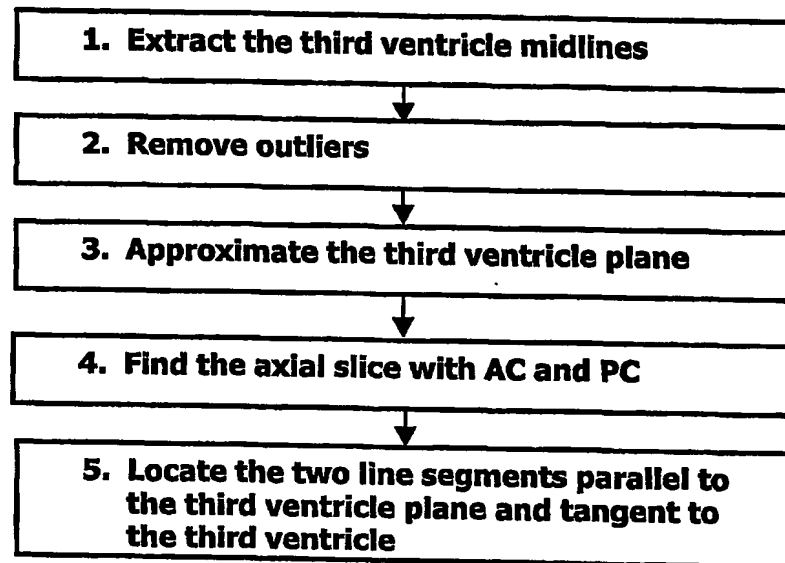 1. Extract the third ventricle midlines
2. Remove outliers
3. Approximate the third ventricle plane
4. Find the axial slice with AC and PC
5. Locate the two line segments parallel to
the third ventricle plane and tangent to
the third ventricle